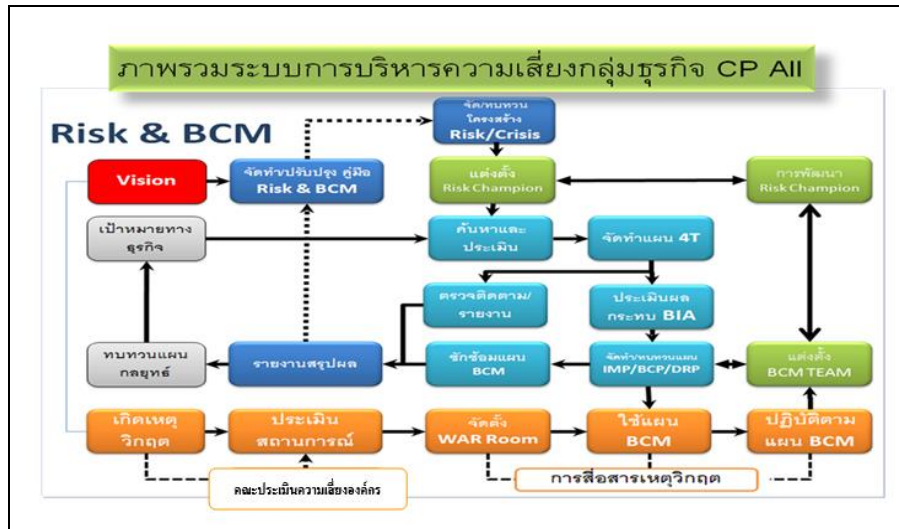 ภาพรวมระบบการบริหารความเสี่ยงกลุ่มธุรกิจ CP All
Risk & BCM
จัด/ทบทวน
โครงสร้าง
Risk/Crisis
Vision
จัดทำ/ปรับปรุง คู่มือ
Risk & BCM
แต่งตั้ง
Risk Champion
การพัฒนา
Risk Champion
เป้าหมายทาง
ธุรกิจ
ค้นหาและ
ประเมิน
จัดทำแผน 4T
ตรวจติดตาม/
รายงาน
ประเมินผล
กระทบ BIA
ทบทวนแผน
กลยุทธ์
รายงานสรุปผล
ซักซ้อมแผน
BCM
จัดทำ/ทบทวนแผน
IMP/BCP/DRP
แต่งตั้ง
BCM TEAM
เกิดเหตุ
วิกฤต
ประเมิน
สถานการณ์
จัดตั้ง
WAR Room
ใช้แผน
BCM
ปฏิบัติตาม
แผน BCM
คณะประเมินความเสี่ยงองค์กร
การสื่อสารเหตุวิกฤต